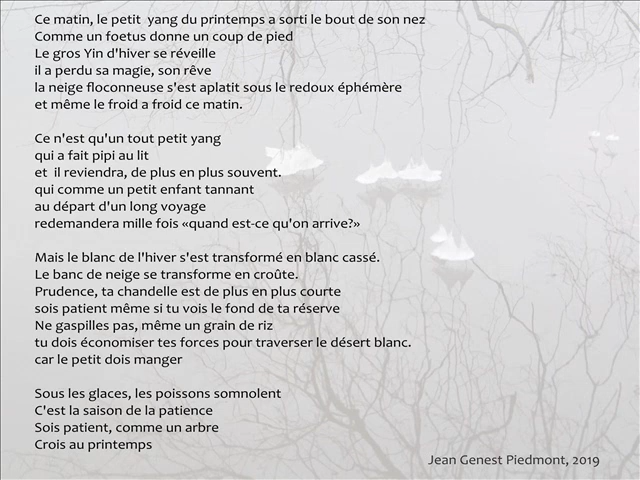 Ce matin, le petit yang du printemps a sorti le bout de son nez
Comme un foetus donne un coup de pied
Le gros Yin d'hiver se réveille
il a perdu sa magie, son rêve
la neige floconneuse s'est aplatit sous le redoux éphémère
et même le froid a froid ce matin.

Ce n'est qu'un tout petit yang
qui a fait pipi au lit
et il reviendra, de plus en plus souvent.
qui comme un petit enfant tannant
au départ d'un long voyage
redemandera mille fois «quand est-ce qu'on arrive?»

Mais le blanc de l'hiver s'est transformé en blanc cassé.
Le banc de neige se transforme en croûte.
Prudence, ta chandelle est de plus en plus courte
sois patient même si tu vois le fond de ta réserve
Ne gaspilles pas, même un grain de riz
tu dois économiser tes forces pour traverser le désert blanc.
car le petit dois manger

Sous les glaces, les poissons somnolent
C'est la saison de la patience
Sois patient, comme un arbre
Crois au printemps
Jean Genest Piedmont, 2019